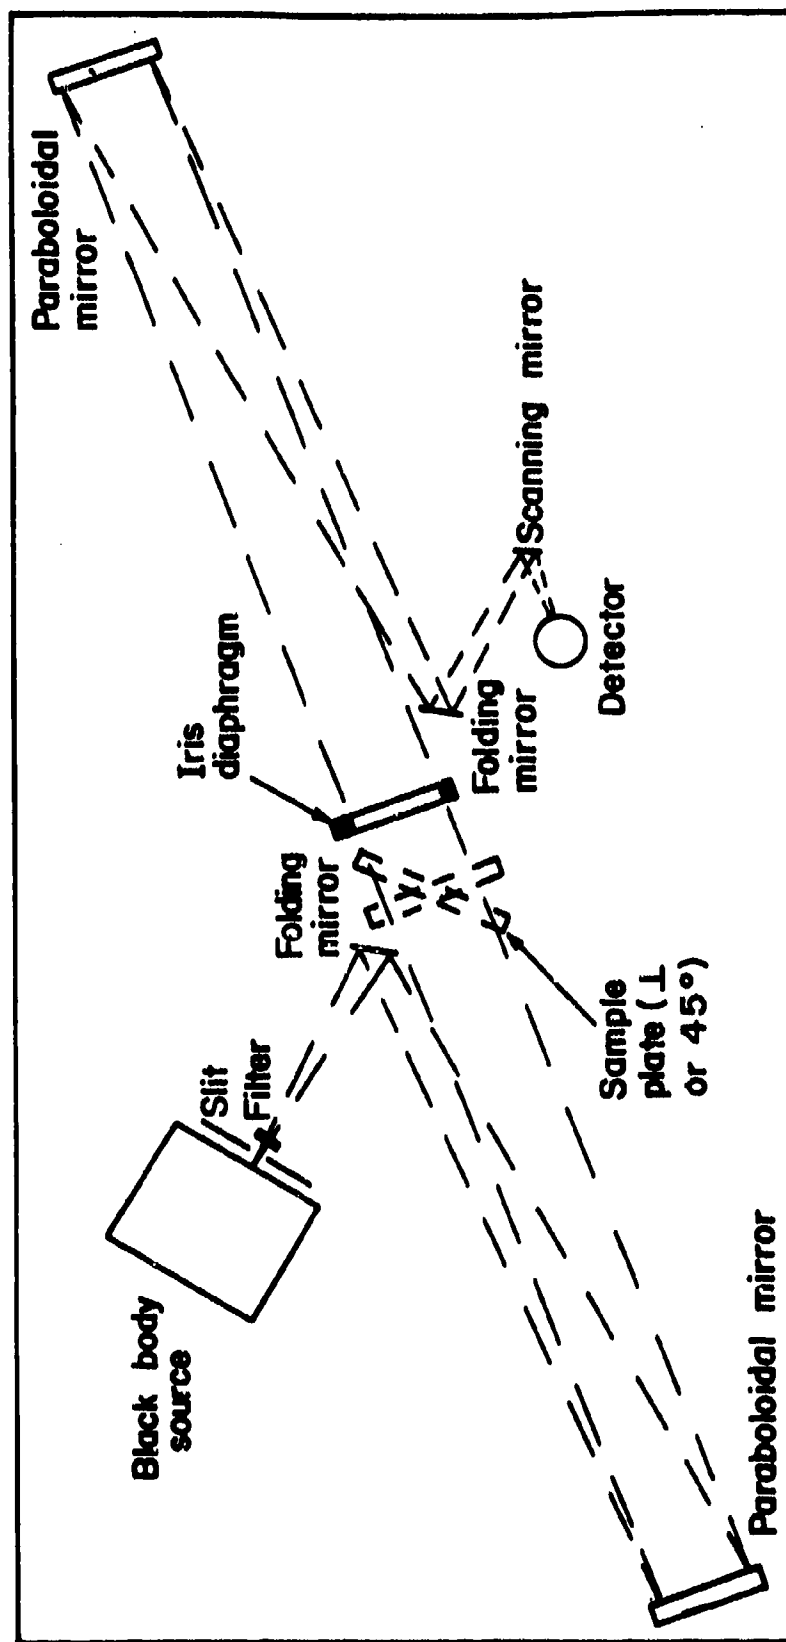 Paraboloidal
mirror
Iris
diaphragm
Scanning mirror
Detector
Folding
mirror
Folding
mirror
Slit
Filter
Black body
source
Sample
plate (⊥
or 45°)
Paraboloidal mirror